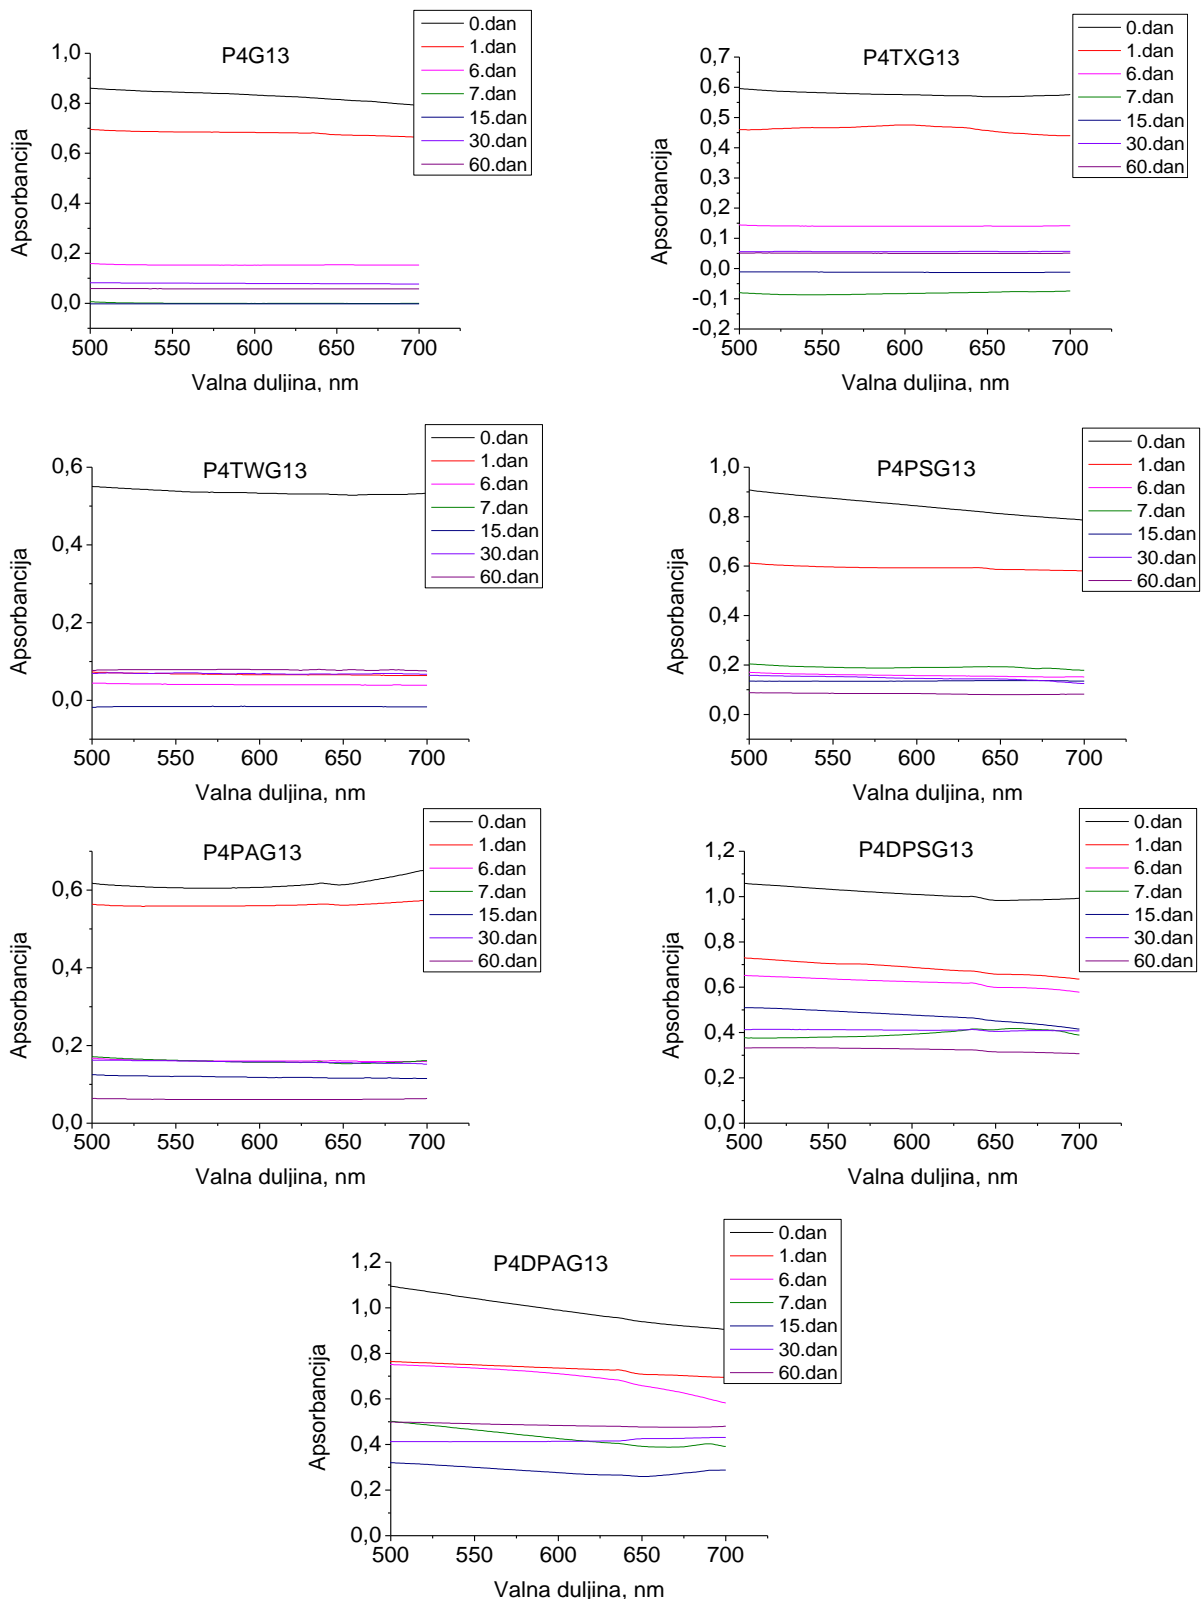 P4G13
0.dan
1.dan
6.dan
7.dan
15.dan
30.dan
60.dan
1,0
0,8
0,6
0,4
0,2
0,0
Apsorbancija
500 550 600 650 700
Valna duljina, nm
P4TXG13
0.dan
1.dan
6.dan
7.dan
15.dan
30.dan
60.dan
0,7
0,6
0,5
0,4
0,3
0,2
0,1
0,0
-0,1
-0,2
Apsorbancija
500 550 600 650 700
Valna duljina, nm
P4TWG13
0.dan
1.dan
6.dan
7.dan
15.dan
30.dan
60.dan
0,6
0,4
0,2
0,0
Apsorbancija
500 550 600 650 700
Valna duljina, nm
P4PSG13
0.dan
1.dan
6.dan
7.dan
15.dan
30.dan
60.dan
1,0
0,8
0,6
0,4
0,2
0,0
Apsorbancija
500 550 600 650 700
Valna duljina, nm
P4PAG13
0.dan
1.dan
6.dan
7.dan
15.dan
30.dan
60.dan
0,6
0,4
0,2
0,0
Apsorbancija
500 550 600 650 700
Valna duljina, nm
P4DPSG13
0.dan
1.dan
6.dan
7.dan
15.dan
30.dan
60.dan
1,2
1,0
0,8
0,6
0,4
0,2
0,0
Apsorbancija
500 550 600 650 700
Valna duljina, nm
P4DPAG13
0.dan
1.dan
6.dan
7.dan
15.dan
30.dan
60.dan
1,2
1,0
0,8
0,6
0,4
0,2
0,0
Apsorbancija
500 550 600 650 700
Valna duljina, nm